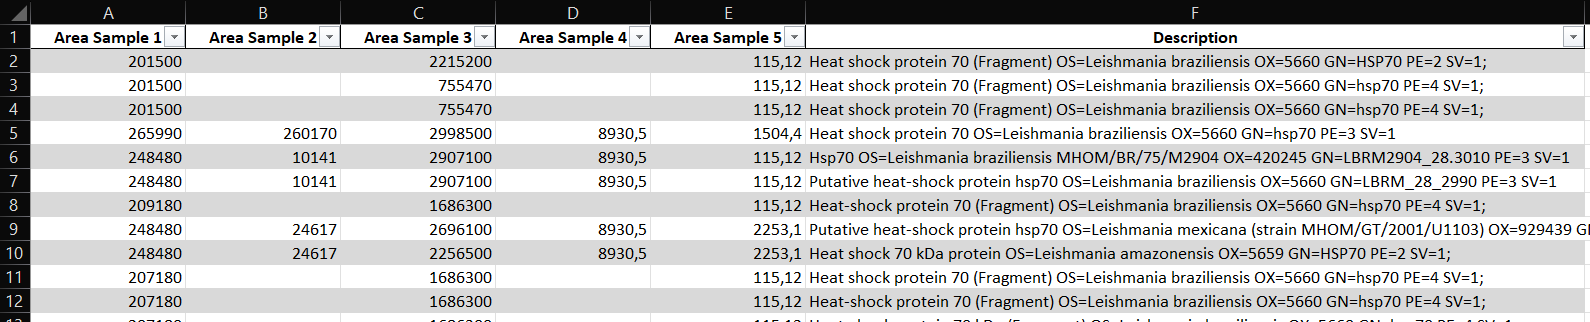 A B C D E F
1 Area Sample 1 Area Sample 2 Area Sample 3 Area Sample 4 Area Sample 5 Description
2 201500 2215200 115,12 Heat shock protein 70 (Fragment) OS=Leishmania braziliensis OX=5660 GN=HSP70 PE=2 SV=1;
3 201500 755470 115,12 Heat shock protein 70 (Fragment) OS=Leishmania braziliensis OX=5660 GN=hsp70 PE=4 SV=1;
4 201500 755470 115,12 Heat shock protein 70 (Fragment) OS=Leishmania braziliensis OX=5660 GN=hsp70 PE=4 SV=1;
5 265990 260170 2998500 8930,5 1504,4 Heat shock protein 70 OS=Leishmania braziliensis OX=5660 GN=hsp70 PE=3 SV=1
6 248480 10141 2907100 8930,5 115,12 Hsp70 OS=Leishmania braziliensis MHOM/BR/75/M2904 OX=420245 GN=LBRM2904_28.3010 PE=3 SV=1
7 248480 10141 2907100 8930,5 115,12 Putative heat-shock protein hsp70 OS=Leishmania braziliensis OX=5660 GN=LBRM_28_2990 PE=3 SV=1
8 209180 1686300 115,12 Heat-shock protein 70 (Fragment) OS=Leishmania braziliensis OX=5660 GN=hsp70 PE=4 SV=1;
9 248480 24617 2696100 8930,5 2253,1 Putative heat-shock protein hsp70 OS=Leishmania mexicana (strain MHOM/GT/2001/U1103) OX=929439
10 248480 24617 2256500 8930,5 2253,1 Heat shock 70 kDa protein OS=Leishmania amazonensis OX=5659 GN=HSP70 PE=2 SV=1;
11 207180 1686300 115,12 Heat shock protein 70 (Fragment) OS=Leishmania braziliensis OX=5660 GN=hsp70 PE=4 SV=1;
12 207180 1686300 115,12 Heat-shock protein 70 (Fragment) OS=Leishmania braziliensis OX=5660 GN=hsp70 PE=4 SV=1;